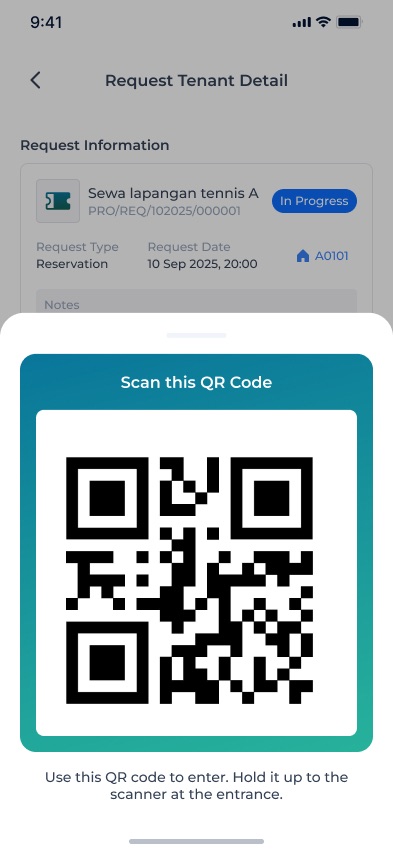 9:41
Request Tenant Detail
Request Information
Sewa lapangan tennis A
In Progress
PRO/REQ/102025/000001
Request Type
Request Date
Reservation
10 Sep 2025, 20:00
A0101
Notes
Scan this QR Code
Use this QR code to enter. Hold it up to the
scanner at the entrance.